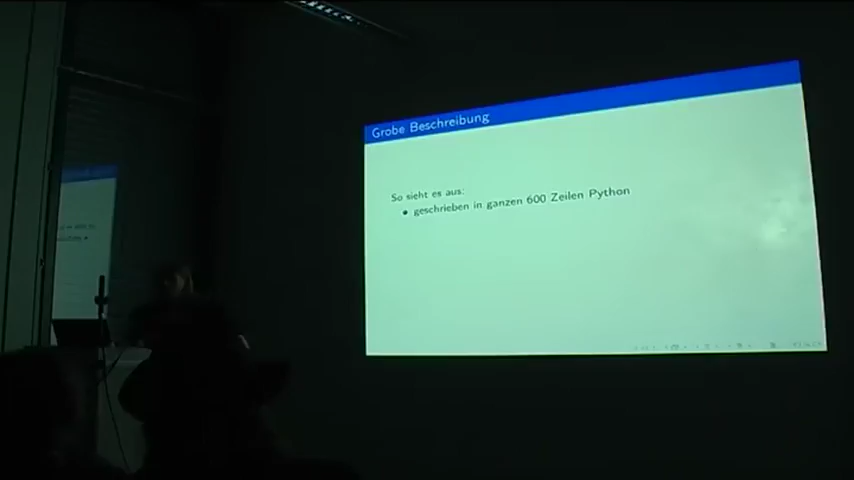 Grobe Beschreibung
So sieht es aus:
• geschrieben in ganzen 600 Zeilen Python